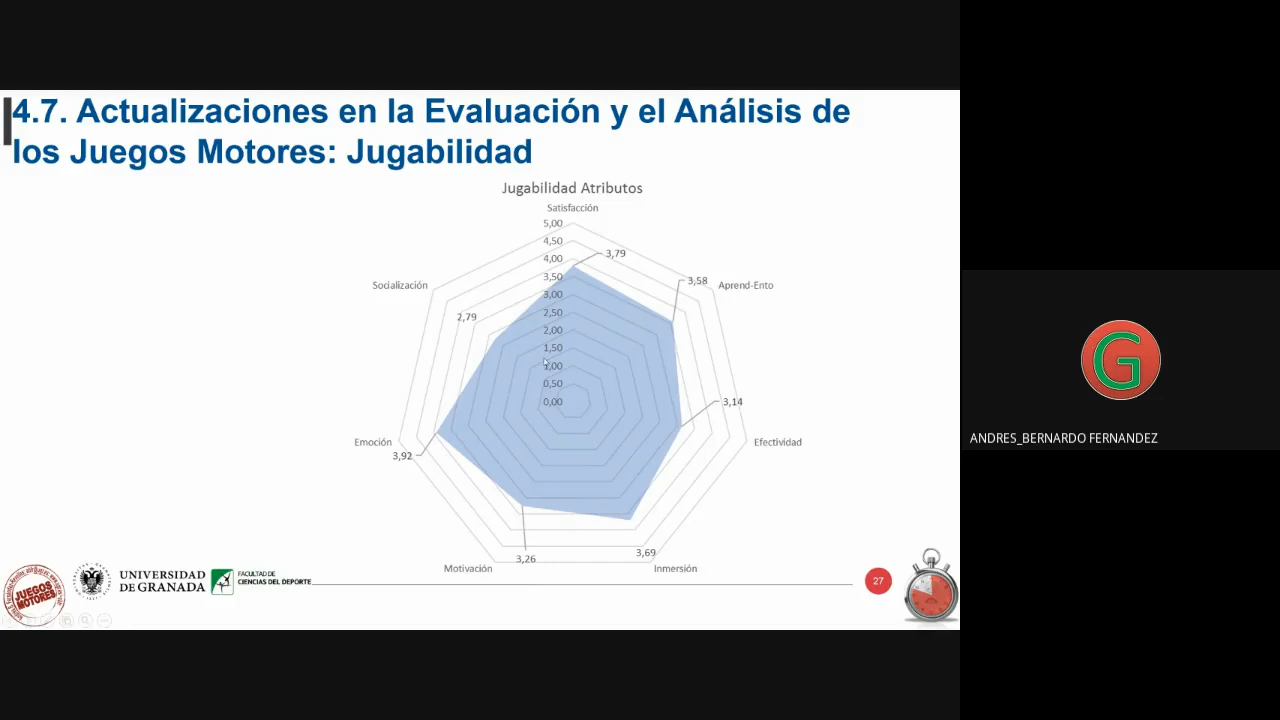 4.7. Actualizaciones en la Evaluación y el Análisis de
los Juegos Motores: Jugabilidad
Jugabilidad Atributos
Satisfacción
5,00
4,50
4,00
3,50
3,00
2,50
2,00
1,50
1,00
0,50
0,00
3,79
3,58
Aprend-Ento
3,14
Efectividad
3,69
Inmersión
3,26
Motivación
3,92
Emoción
2,79
Socialización
G
ANDRES_BERNARDO FERNANDEZ
JUEGOS
MOTORES
UNIVERSIDAD
DE GRANADA
FACULTAD DE
CIENCIAS DEL DEPORTE
27